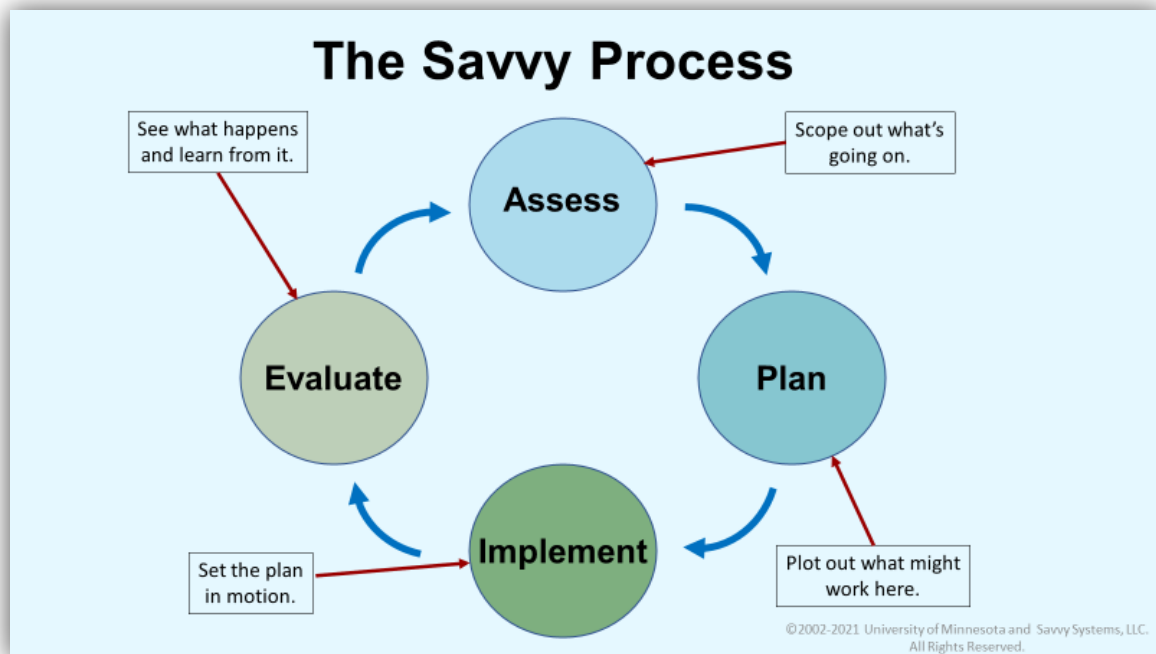 The Savvy Process
See what happens
and learn from it.
Scope out what's
going on.
Assess
Evaluate
Plan
Implement
Set the plan
in motion.
Plot out what might
work here.
©2002-2021 University of Minnesota and Savvy Systems, LLC.
All Rights Reserved.